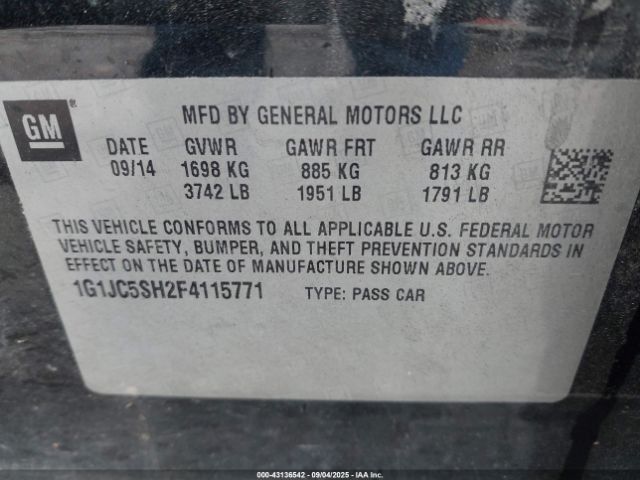 GM
MFD BY GENERAL MOTORS LLC
DATE GVWR GAWR FRT GAWR RR
09/14 1698 KG 885 KG 813 KG
3742 LB 1951 LB 1791 LB
THIS VEHICLE CONFORMS TO ALL APPLICABLE U.S. FEDERAL MOTOR
VEHICLE SAFETY, BUMPER, AND THEFT PREVENTION STANDARDS IN
EFFECT ON THE DATE OF MANUFACTURE SHOWN ABOVE.
1G1JC5SH2F4115771 TYPE: PASS CAR
000-43136542 - 09/04/2025 - IAA Inc.